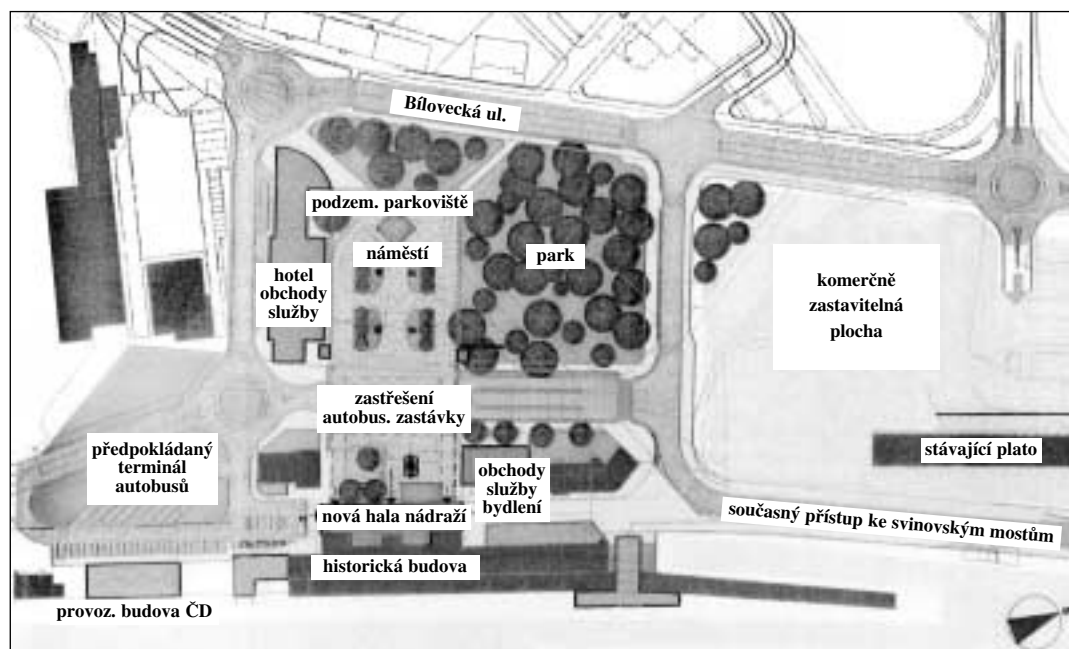 Bílovecká ul.
podzem. parkoviště
náměstí
park
hotel
obchody
služby
komerčně
zastavitelná
plocha
zastřešení
autobus. zastávky
předpokládaný
terminál
autobusů
obchody
služby
bydlení
stávající plato
nová hala nádraží
současný přístup ke svinovským mostům
historická budova
provoz. budova ČD